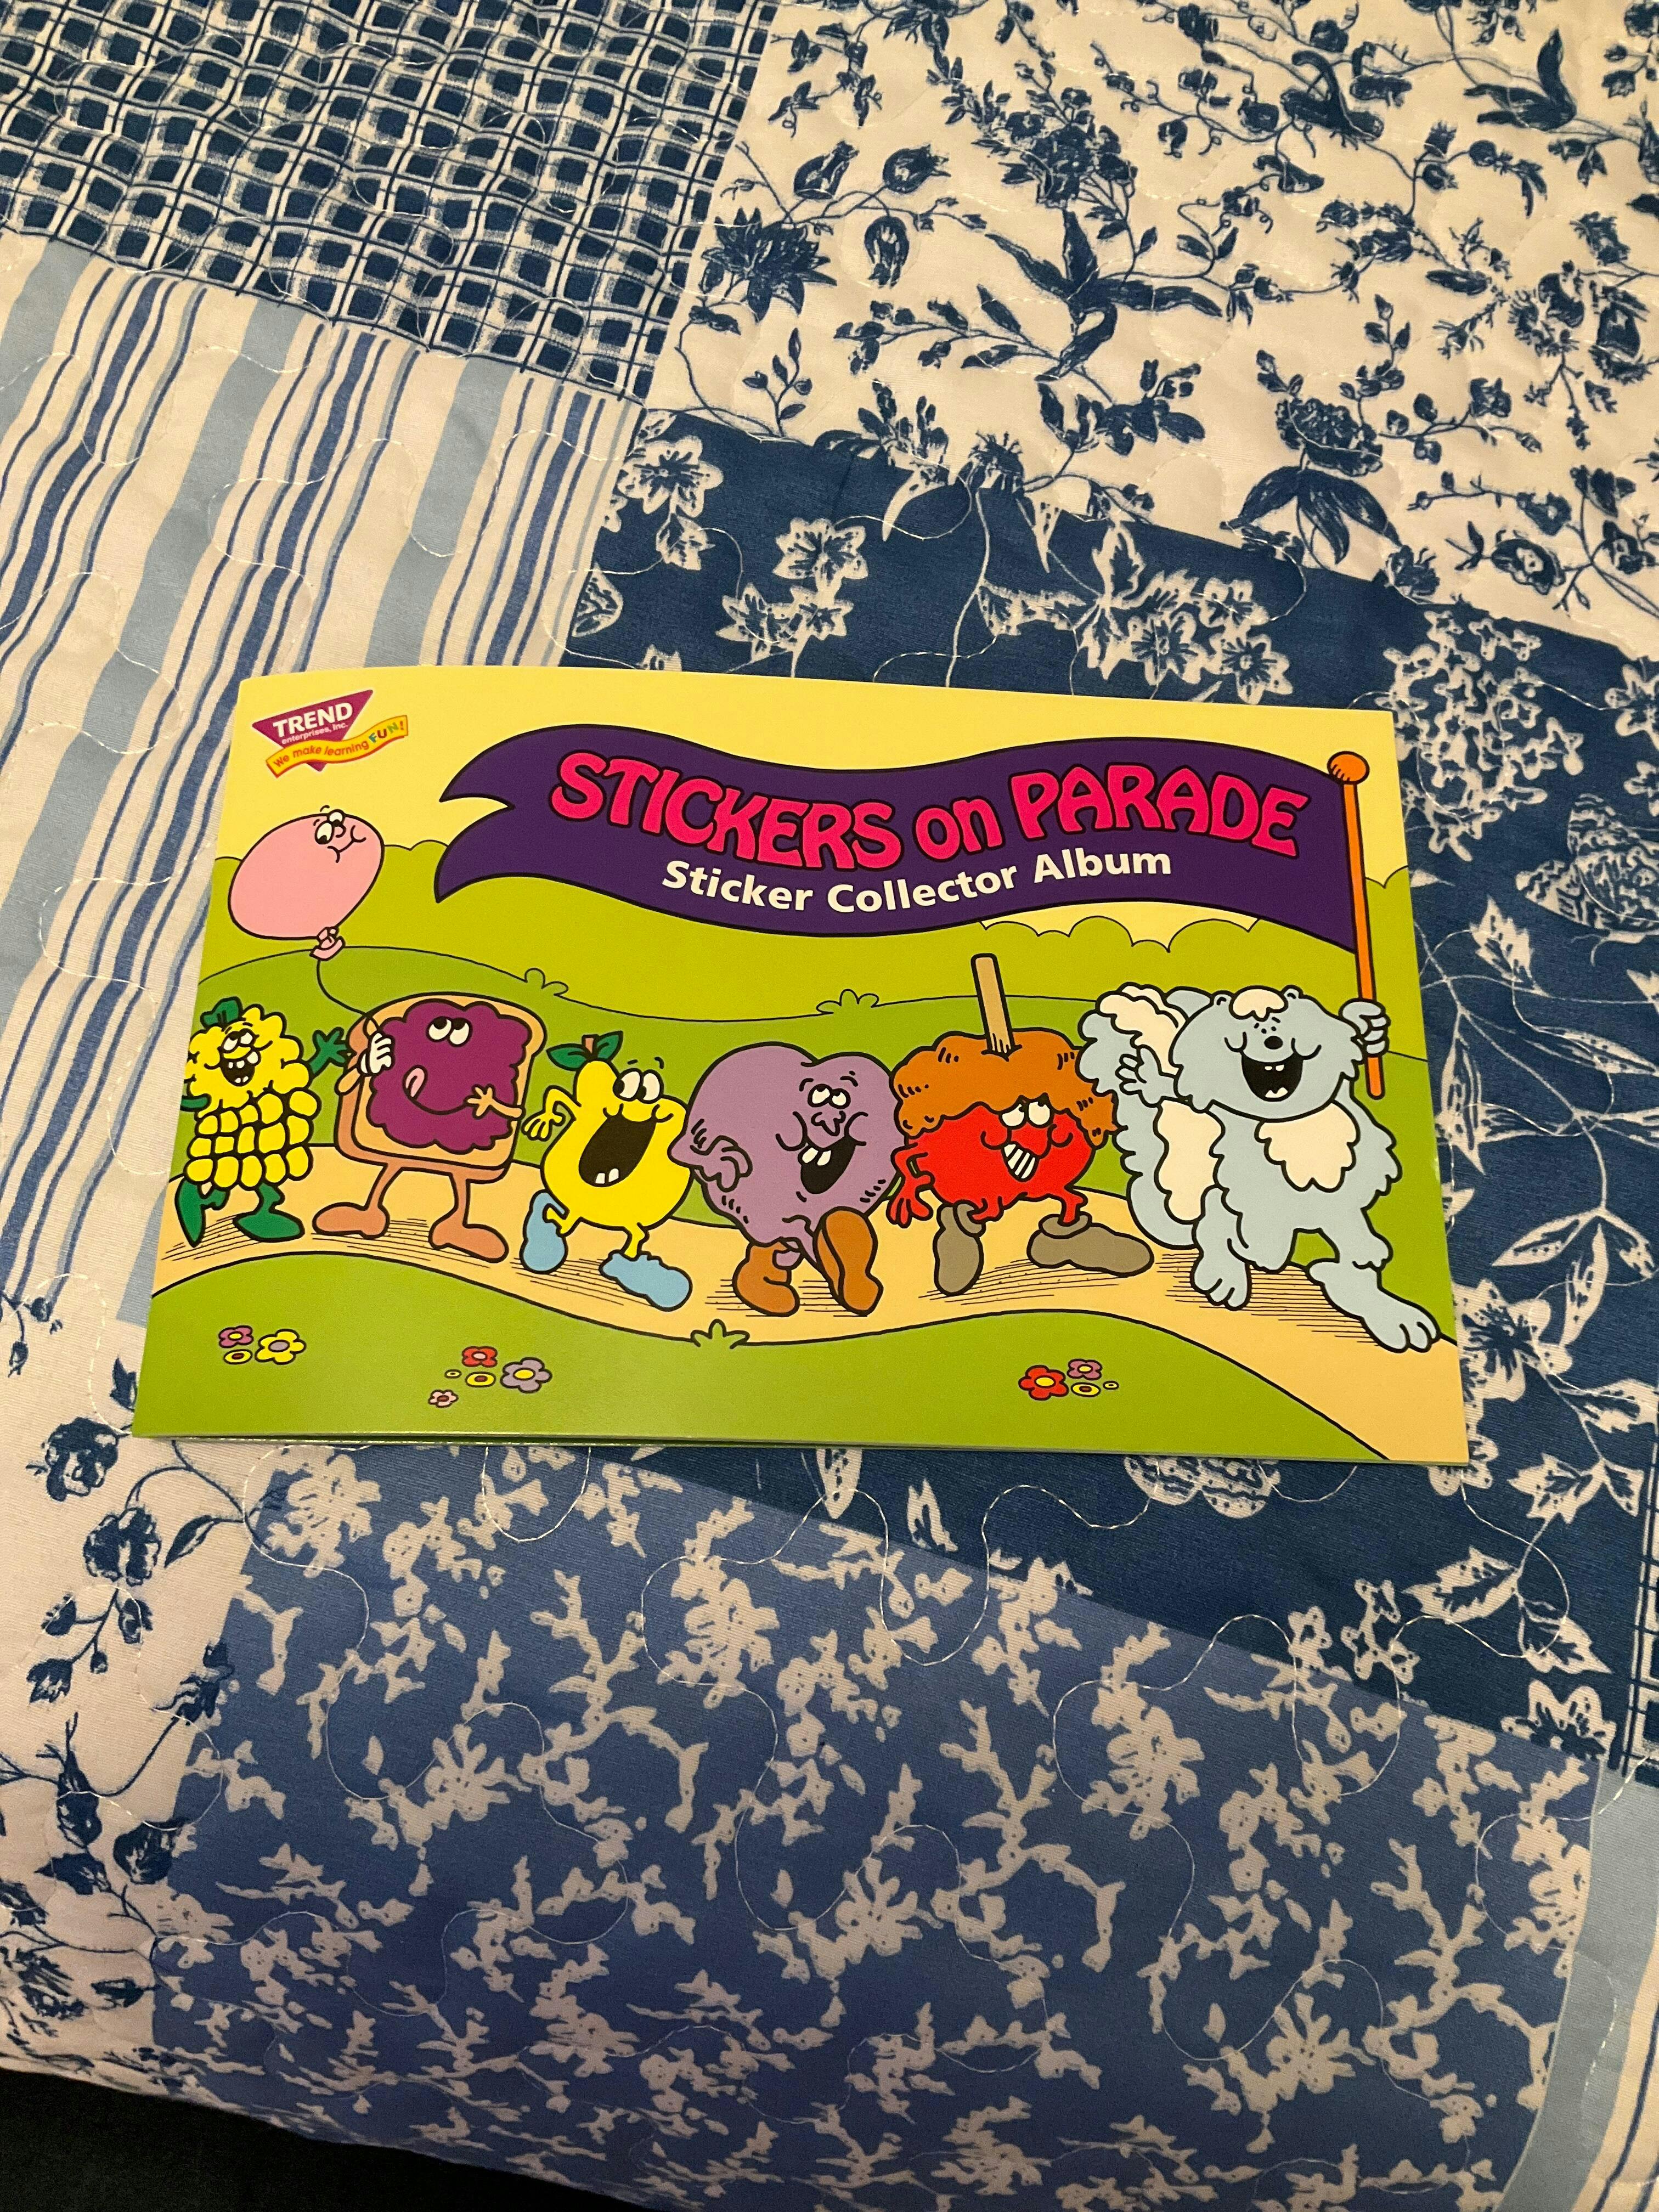 TREND
enterprises, Inc.
We make learning FUN!
STICKERS on PARADE
Sticker Collector Album